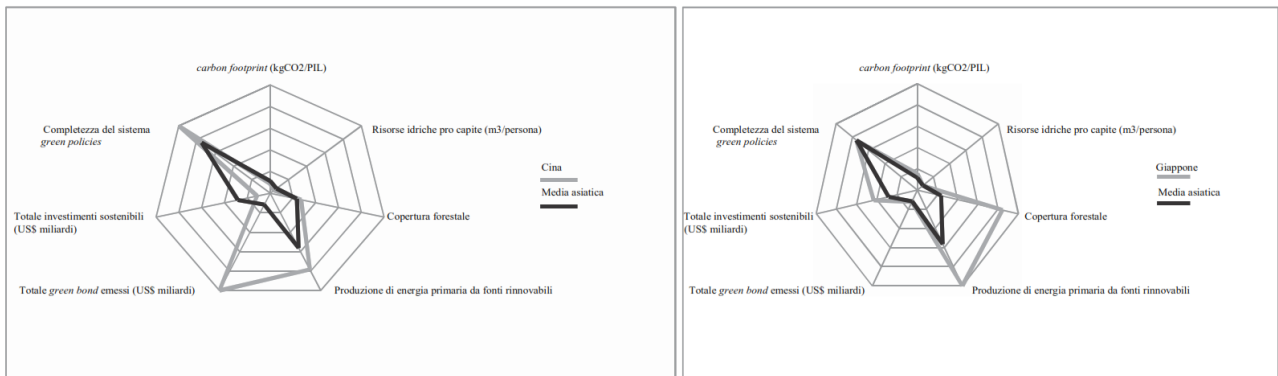 carbon footprint (kgCO2/PIL)
Completezza del sistema
green policies
Risorse idriche pro capite (m3/persona)
Cina
Media asiatica
Totale investimenti sostenibili
(US$ miliardi)
Copertura forestale
Totale green bond emessi (US$ miliardi)
Produzione di energia primaria da fonti rinnovabili
carbon footprint (kgCO2/PIL)
Completezza del sistema
green policies
Risorse idriche pro capite (m3/persona)
Giappone
Media asiatica
Totale investimenti sostenibili
(US$ miliardi)
Copertura forestale
Totale green bond emessi (US$ miliardi)
Produzione di energia primaria da fonti rinnovabili